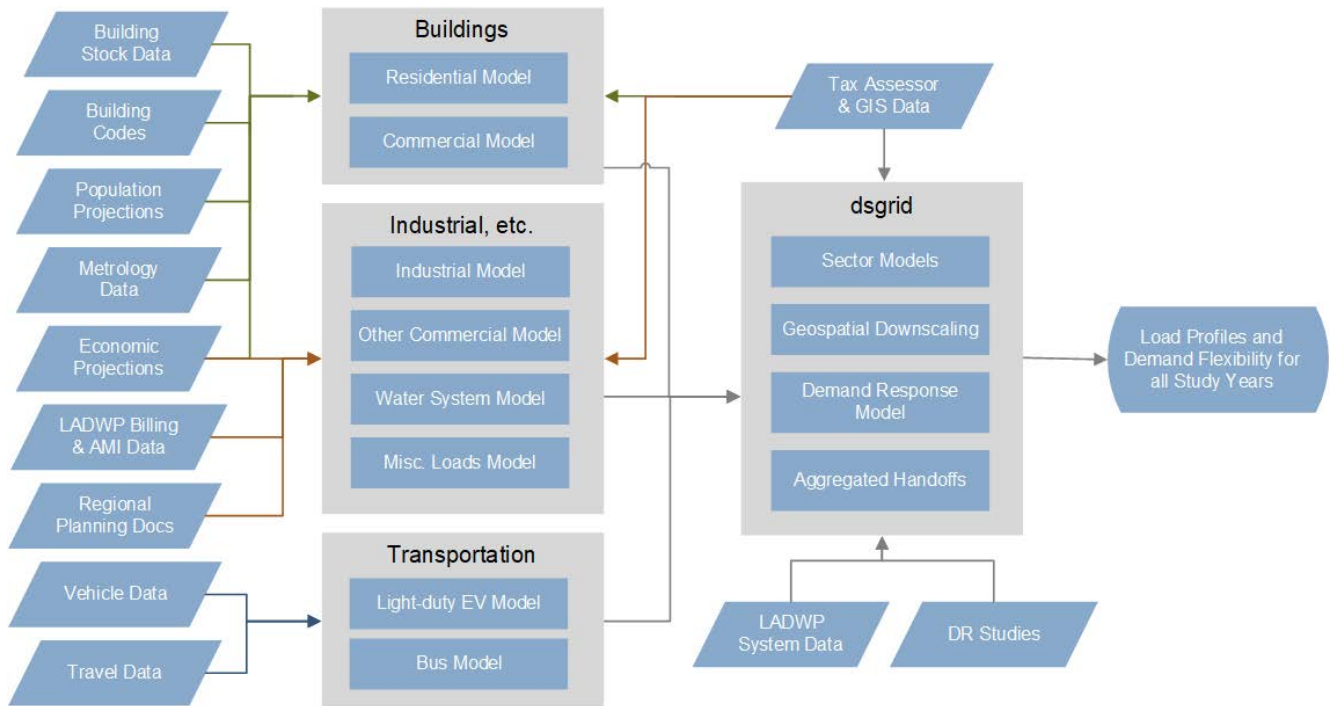 Building
Stock Data
Building
Codes
Population
Projections
Metrology
Data
Economic
Projections
LADWP Billing
& AMI Data
Regional
Planning Docs
Vehicle Data
Travel Data
Buildings
Residential Model
Commercial Model
Industrial, etc.
Industrial Model
Other Commercial Model
Water System Model
Misc. Loads Model
Transportation
Light-duty EV Model
Bus Model
Tax Assessor
& GIS Data
dsgrid
Sector Models
Geospatial Downscaling
Demand Response
Model
Aggregated Handoffs
LADWP
System Data
DR Studies
Load Profiles and
Demand Flexibility for
all Study Years